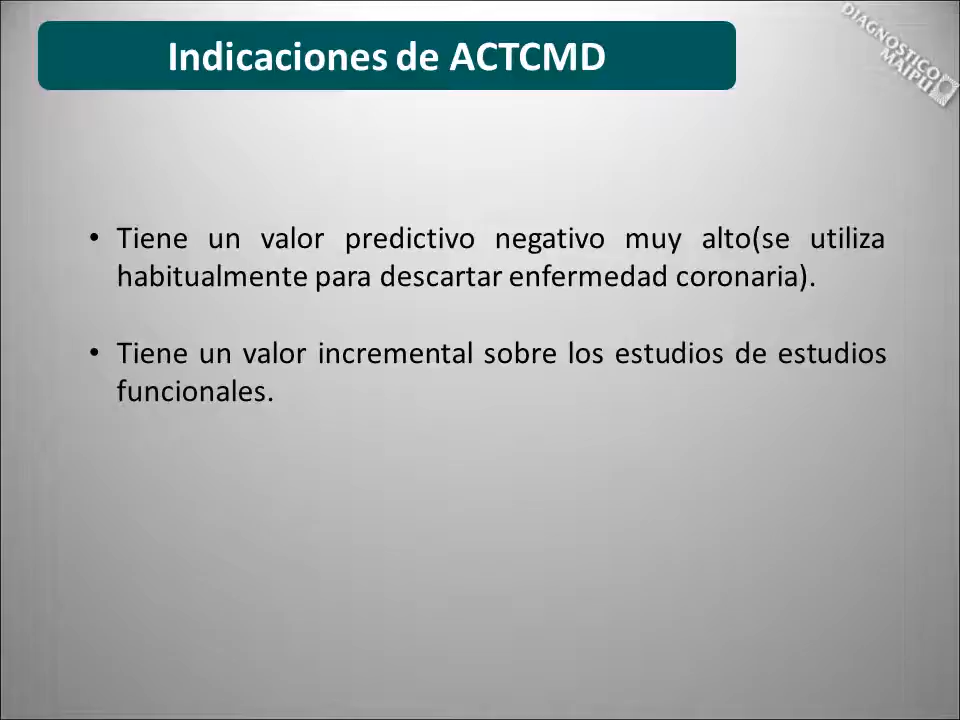 Indicaciones de ACTCMD
DIAGNOSTICO
MAIPU
• Tiene un valor predictivo negativo muy alto(se utiliza
habitualmente para descartar enfermedad coronaria).
• Tiene un valor incremental sobre los estudios de estudios
funcionales.